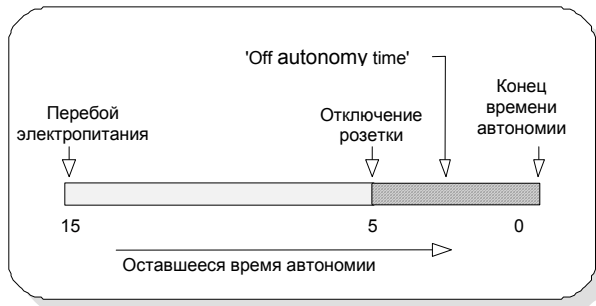 'Off autonomy time'
Перебой
электропитания
Отключение
розетки
Конец
времени
автономии
15
5
0
Оставшееся время автономии